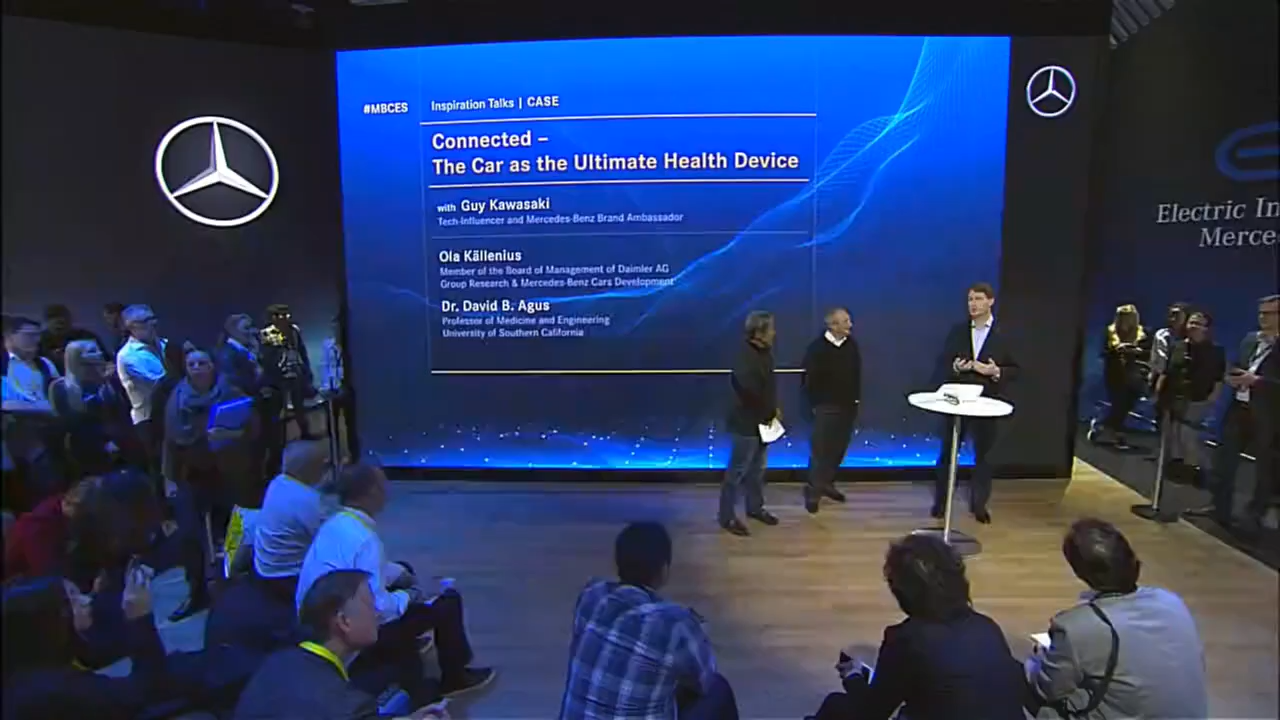 #MBCES
Inspiration Talks | CASE
Connected –
The Car as the Ultimate Health Device
with Guy Kawasaki
Tech-Influencer and Mercedes-Benz Brand Ambassador
Ola Källenius
Member of the Board of Management of Daimler AG
Group Research & Mercedes-Benz Cars Development
Dr. David B. Agus
Professor of Medicine and Engineering
University of Southern California
Electric